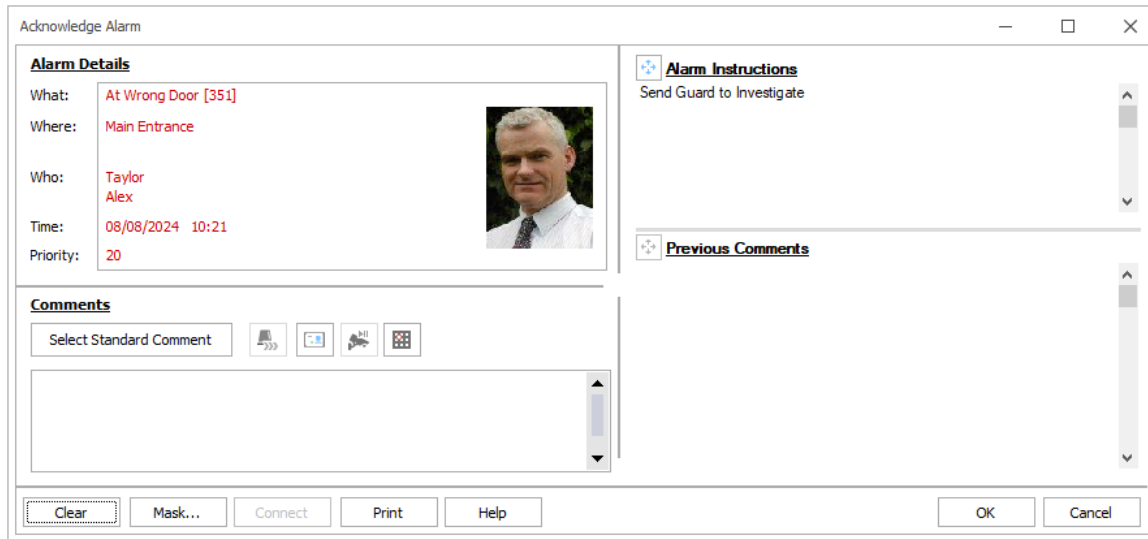 Acknowledge Alarm
Alarm Details
What: At Wrong Door [351]
Where: Main Entrance
Who: Taylor
Alex
Time: 08/08/2024 10:21
Priority: 20
Alarm Instructions
Send Guard to Investigate
Previous Comments
Comments
Select Standard Comment
Clear Mask... Connect Print Help OK Cancel